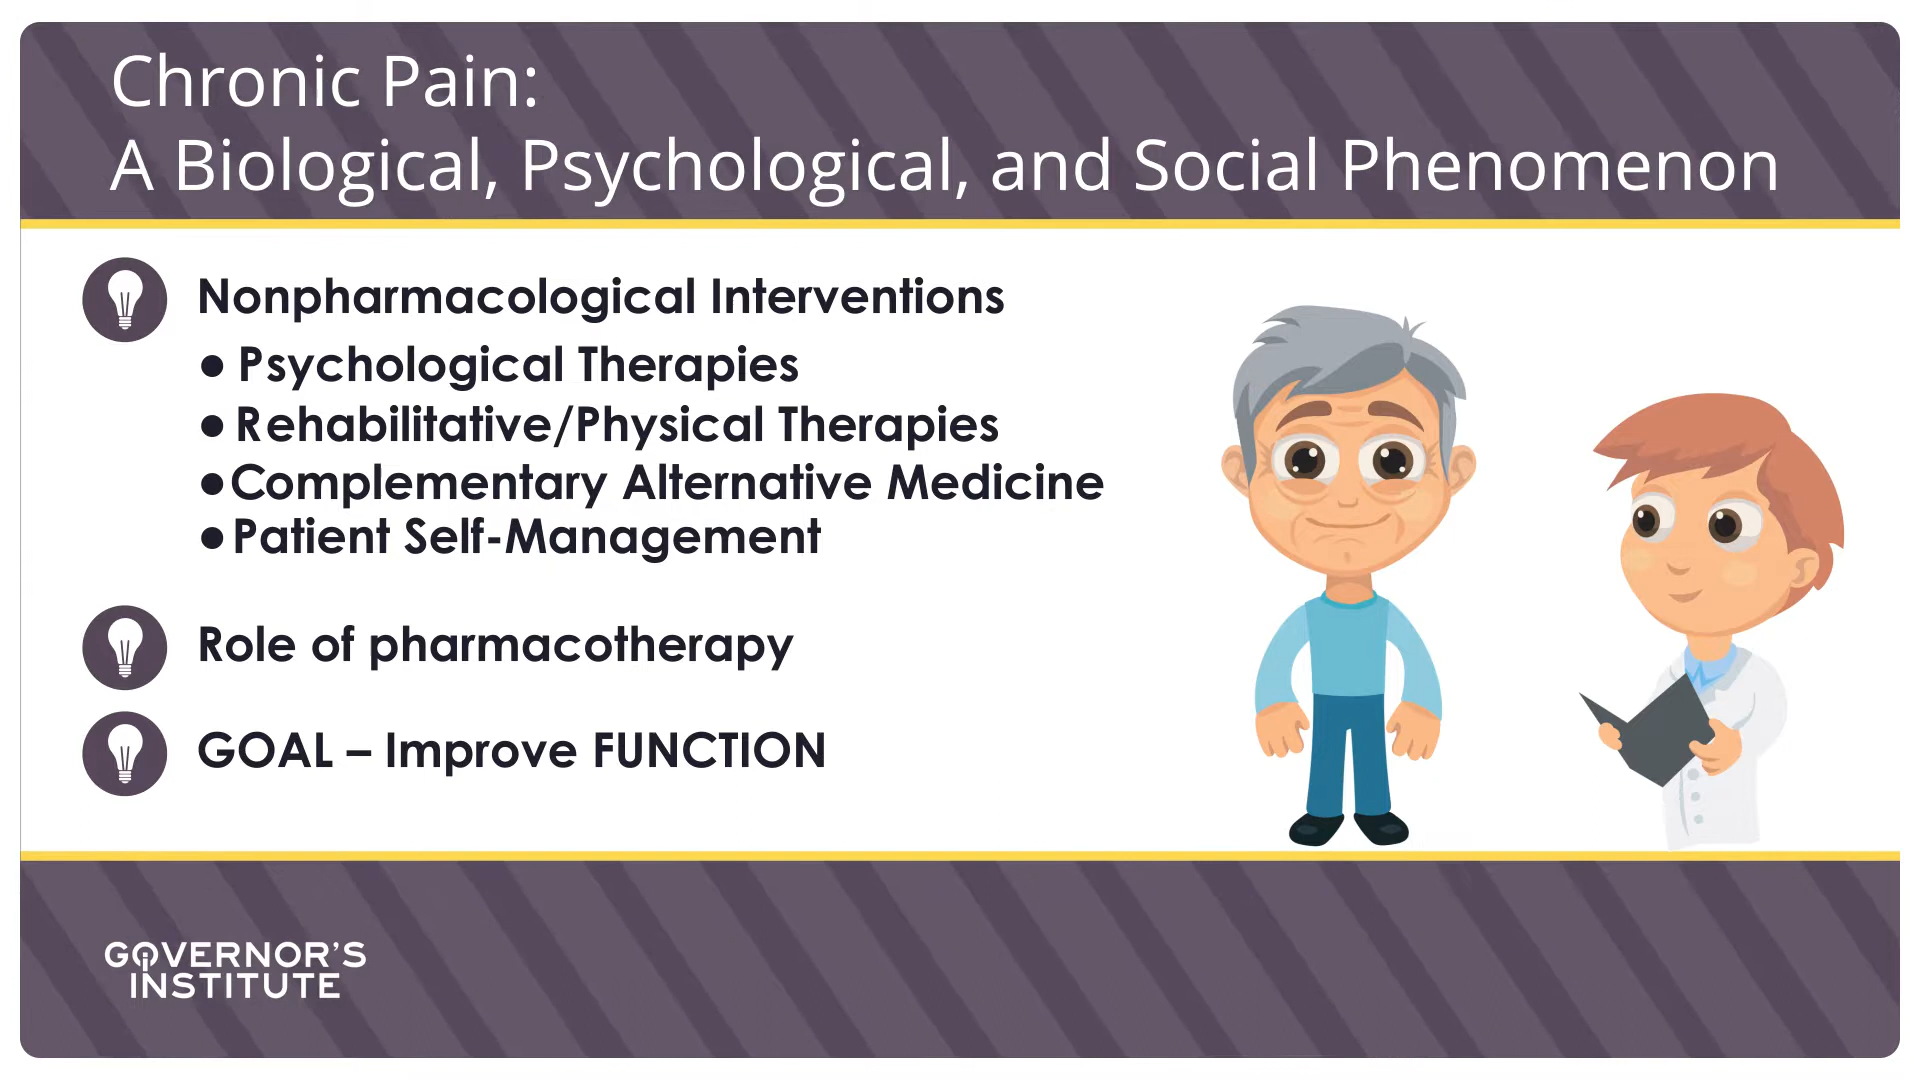 Chronic Pain:
A Biological, Psychological, and Social Phenomenon
Nonpharmacological Interventions
● Psychological Therapies
● Rehabilitative/Physical Therapies
● Complementary Alternative Medicine
● Patient Self-Management
Role of pharmacotherapy
GOAL – Improve FUNCTION
GOVERNOR'S
INSTITUTE